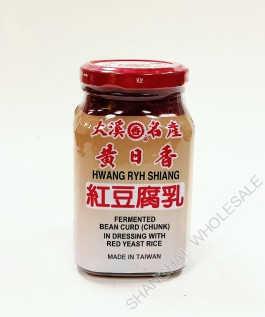 大溪名產
黃日香
HWANG RYH SHIANG
紅豆腐乳
FERMENTED
BEAN CURD (CHUNK)
IN DRESSING WITH
RED YEAST RICE
MADE IN TAIWAN
SHANGHAI WHOLESALE